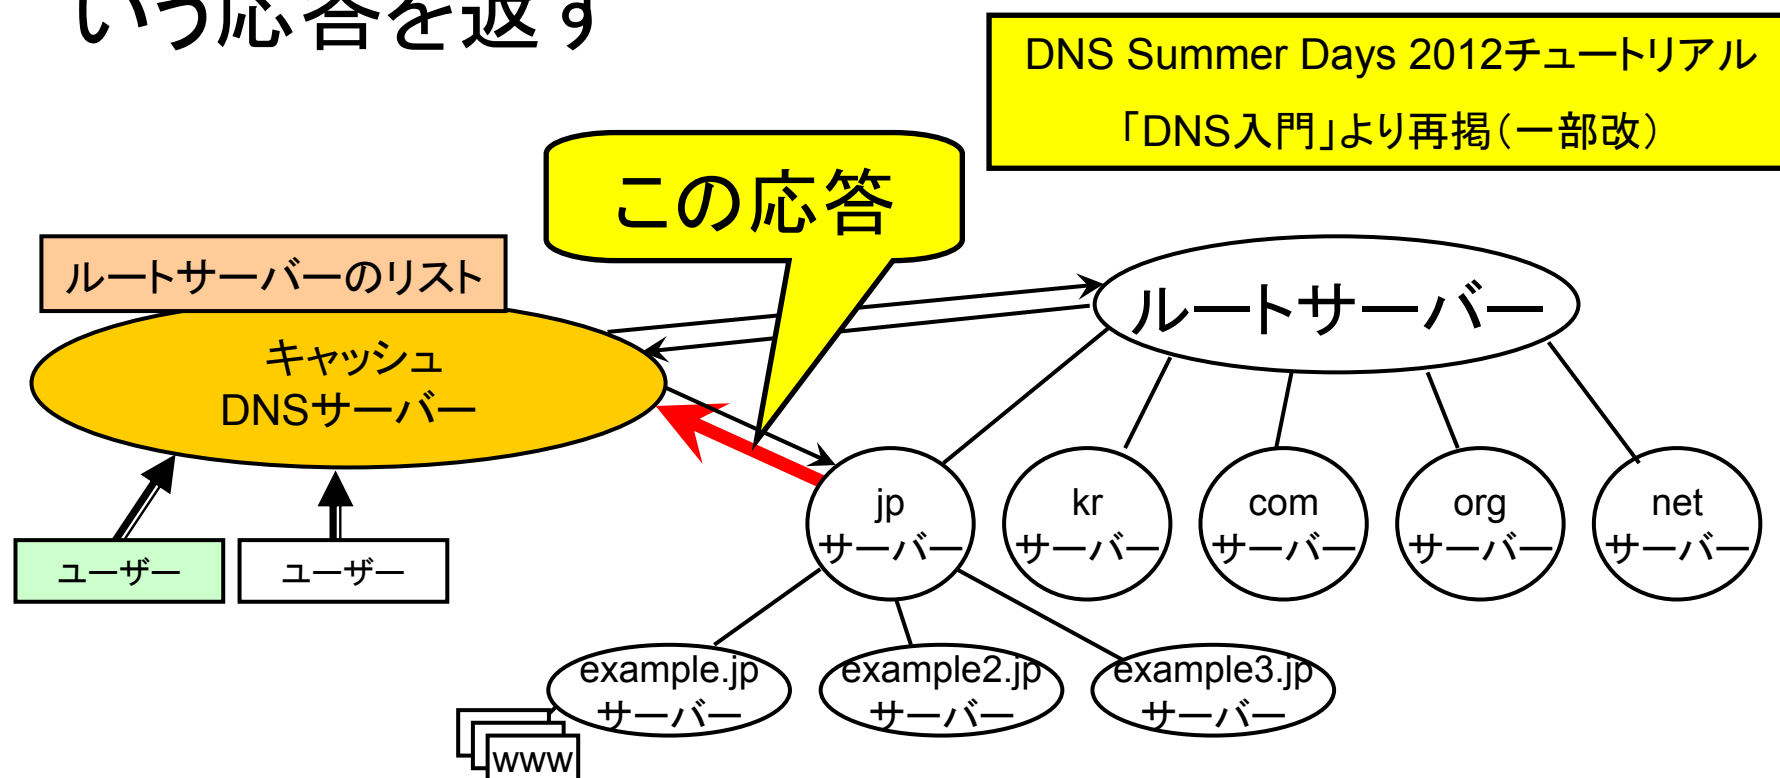 いう応答を返す
DNS Summer Days 2012チュートリアル
「DNS入門」より再掲(一部改)
この応答
ルートサーバーのリスト
ルートサーバー
キャッシュ
DNSサーバー
jp
サーバー
kr
サーバー
com
サーバー
org
サーバー
net
サーバー
ユーザー
ユーザー
example.jp
サーバー
example2.jp
サーバー
example3.jp
サーバー
www